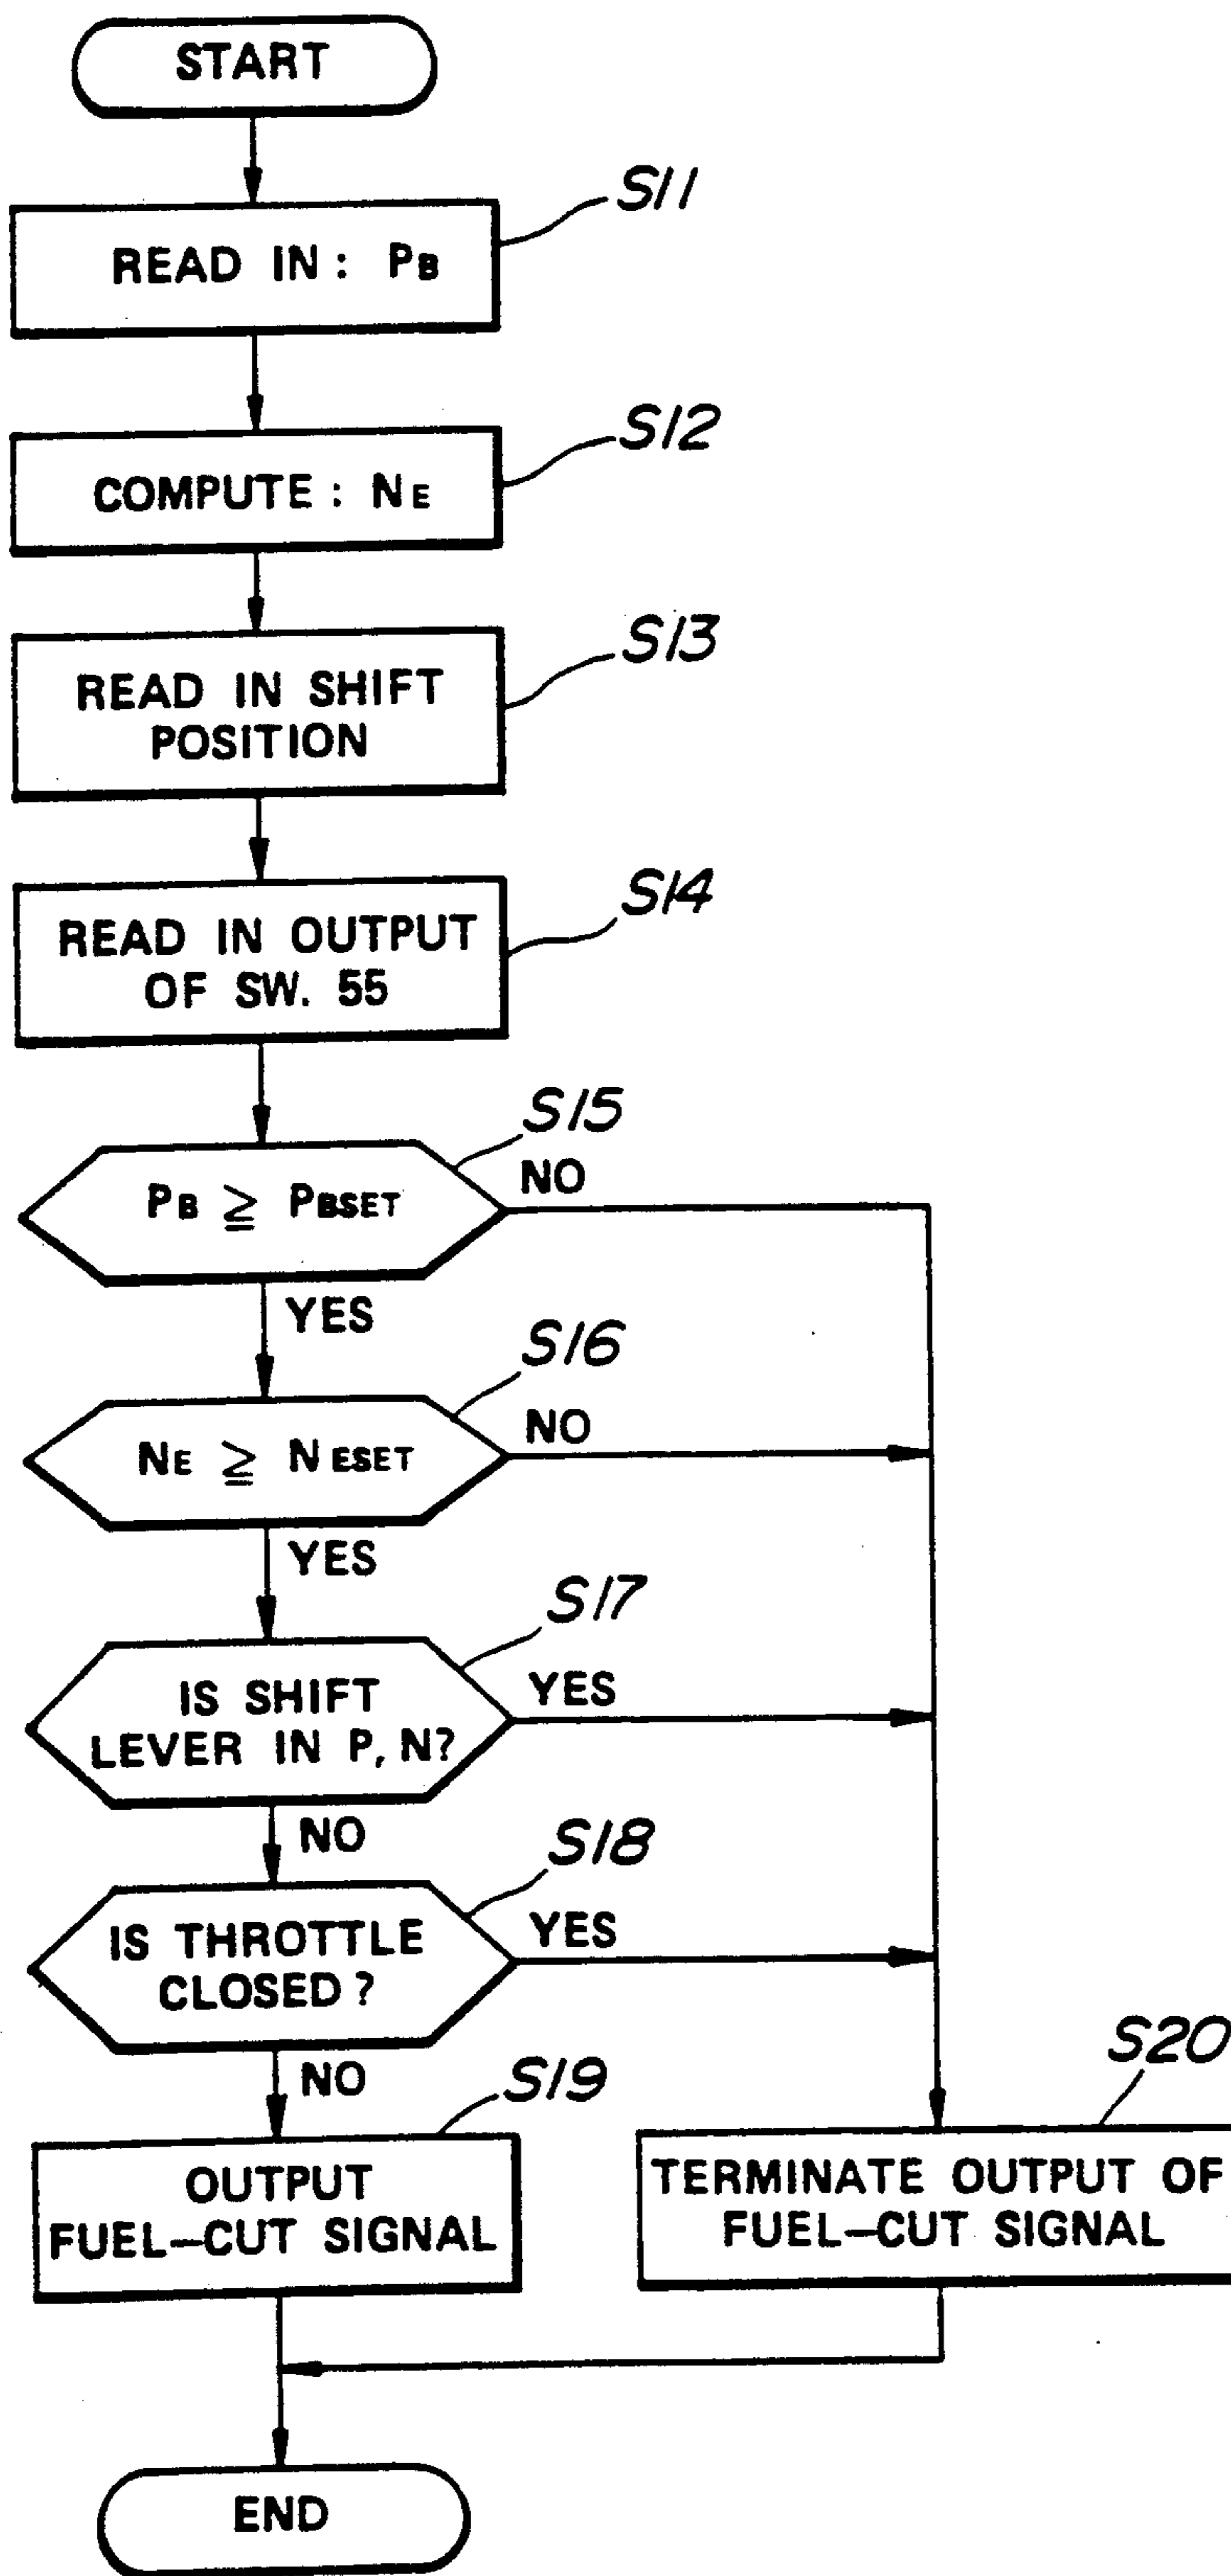 START
S11
READ IN : PB
S12
COMPUTE : NE
S13
READ IN SHIFT
POSITION
S14
READ IN OUTPUT
OF SW. 55
S15
PB ≧ PBSET
NO
YES
S16
NE ≧ NESET
NO
YES
S17
IS SHIFT
LEVER IN P, N?
YES
NO
S18
IS THROTTLE
CLOSED ?
YES
NO
S19
OUTPUT
FUEL-CUT SIGNAL
S20
TERMINATE OUTPUT OF
FUEL-CUT SIGNAL
END